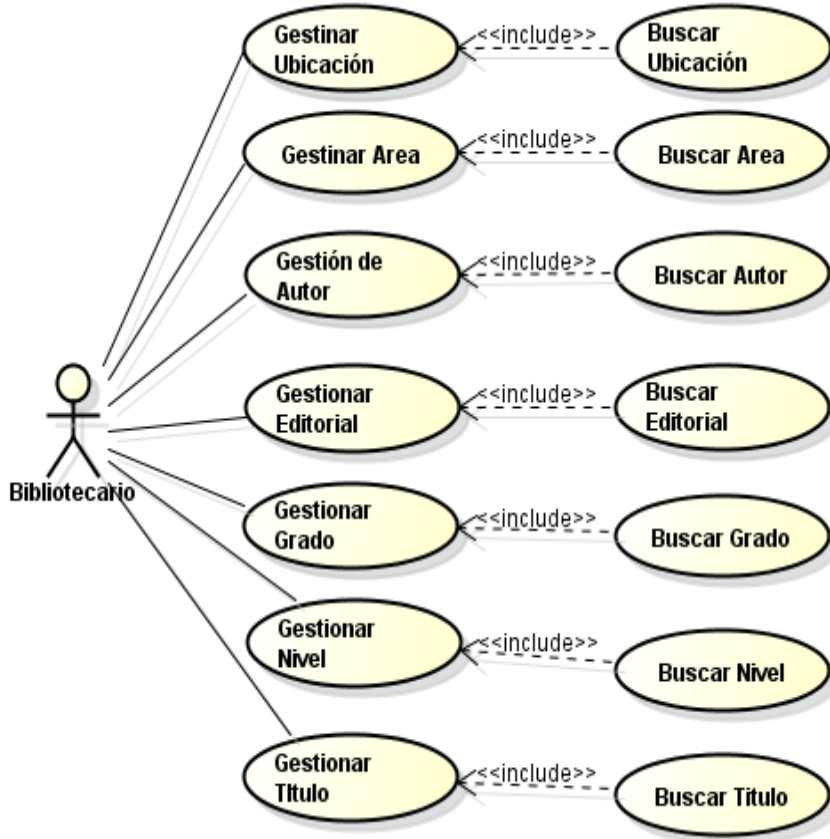 Gestinar
Ubicación
<<include>>
Buscar
Ubicación
Gestinar Area
<<include>>
Buscar Area
Gestión de
Autor
<<include>>
Buscar Autor
Gestionar
Editorial
<<include>>
Buscar
Editorial
Bibliotecario
Gestionar
Grado
<<include>>
Buscar Grado
Gestionar
Nivel
<<include>>
Buscar Nivel
Gestionar
TItulo
<<include>>
Buscar Titulo